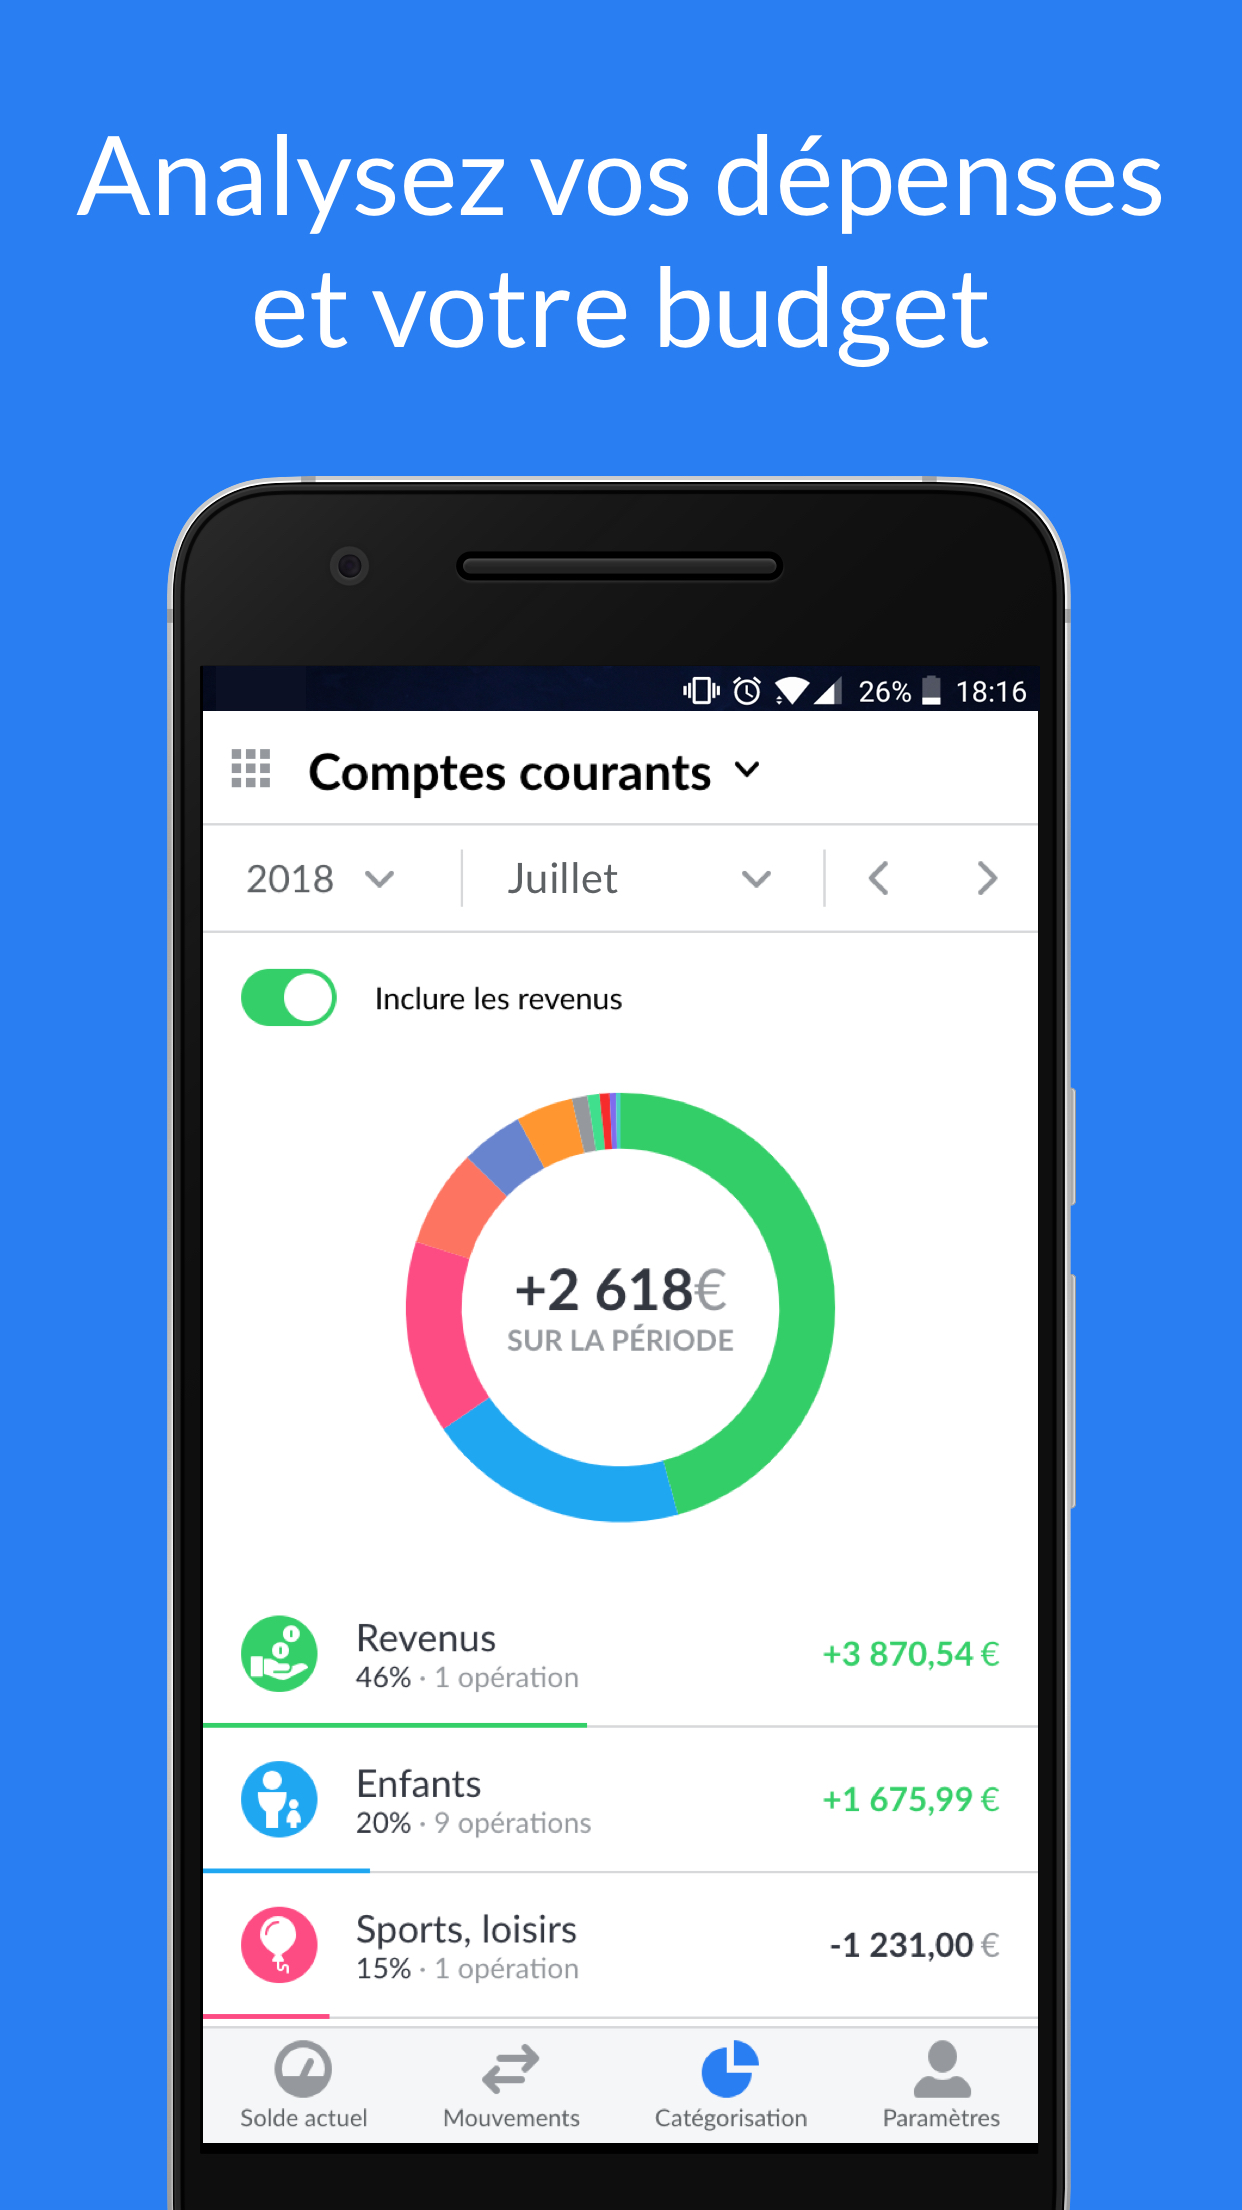 Analysez vos dépenses
et votre budget
26% 18:16
Comptes courants
2018 Juillet
Inclure les revenus
+2 618€
SUR LA PÉRIODE
Revenus
46% · 1 opération
+3 870,54 €
Enfants
20% · 9 opérations
+1 675,99 €
Sports, loisirs
15% · 1 opération
-1 231,00 €
Solde actuel Mouvements Catégorisation Paramètres